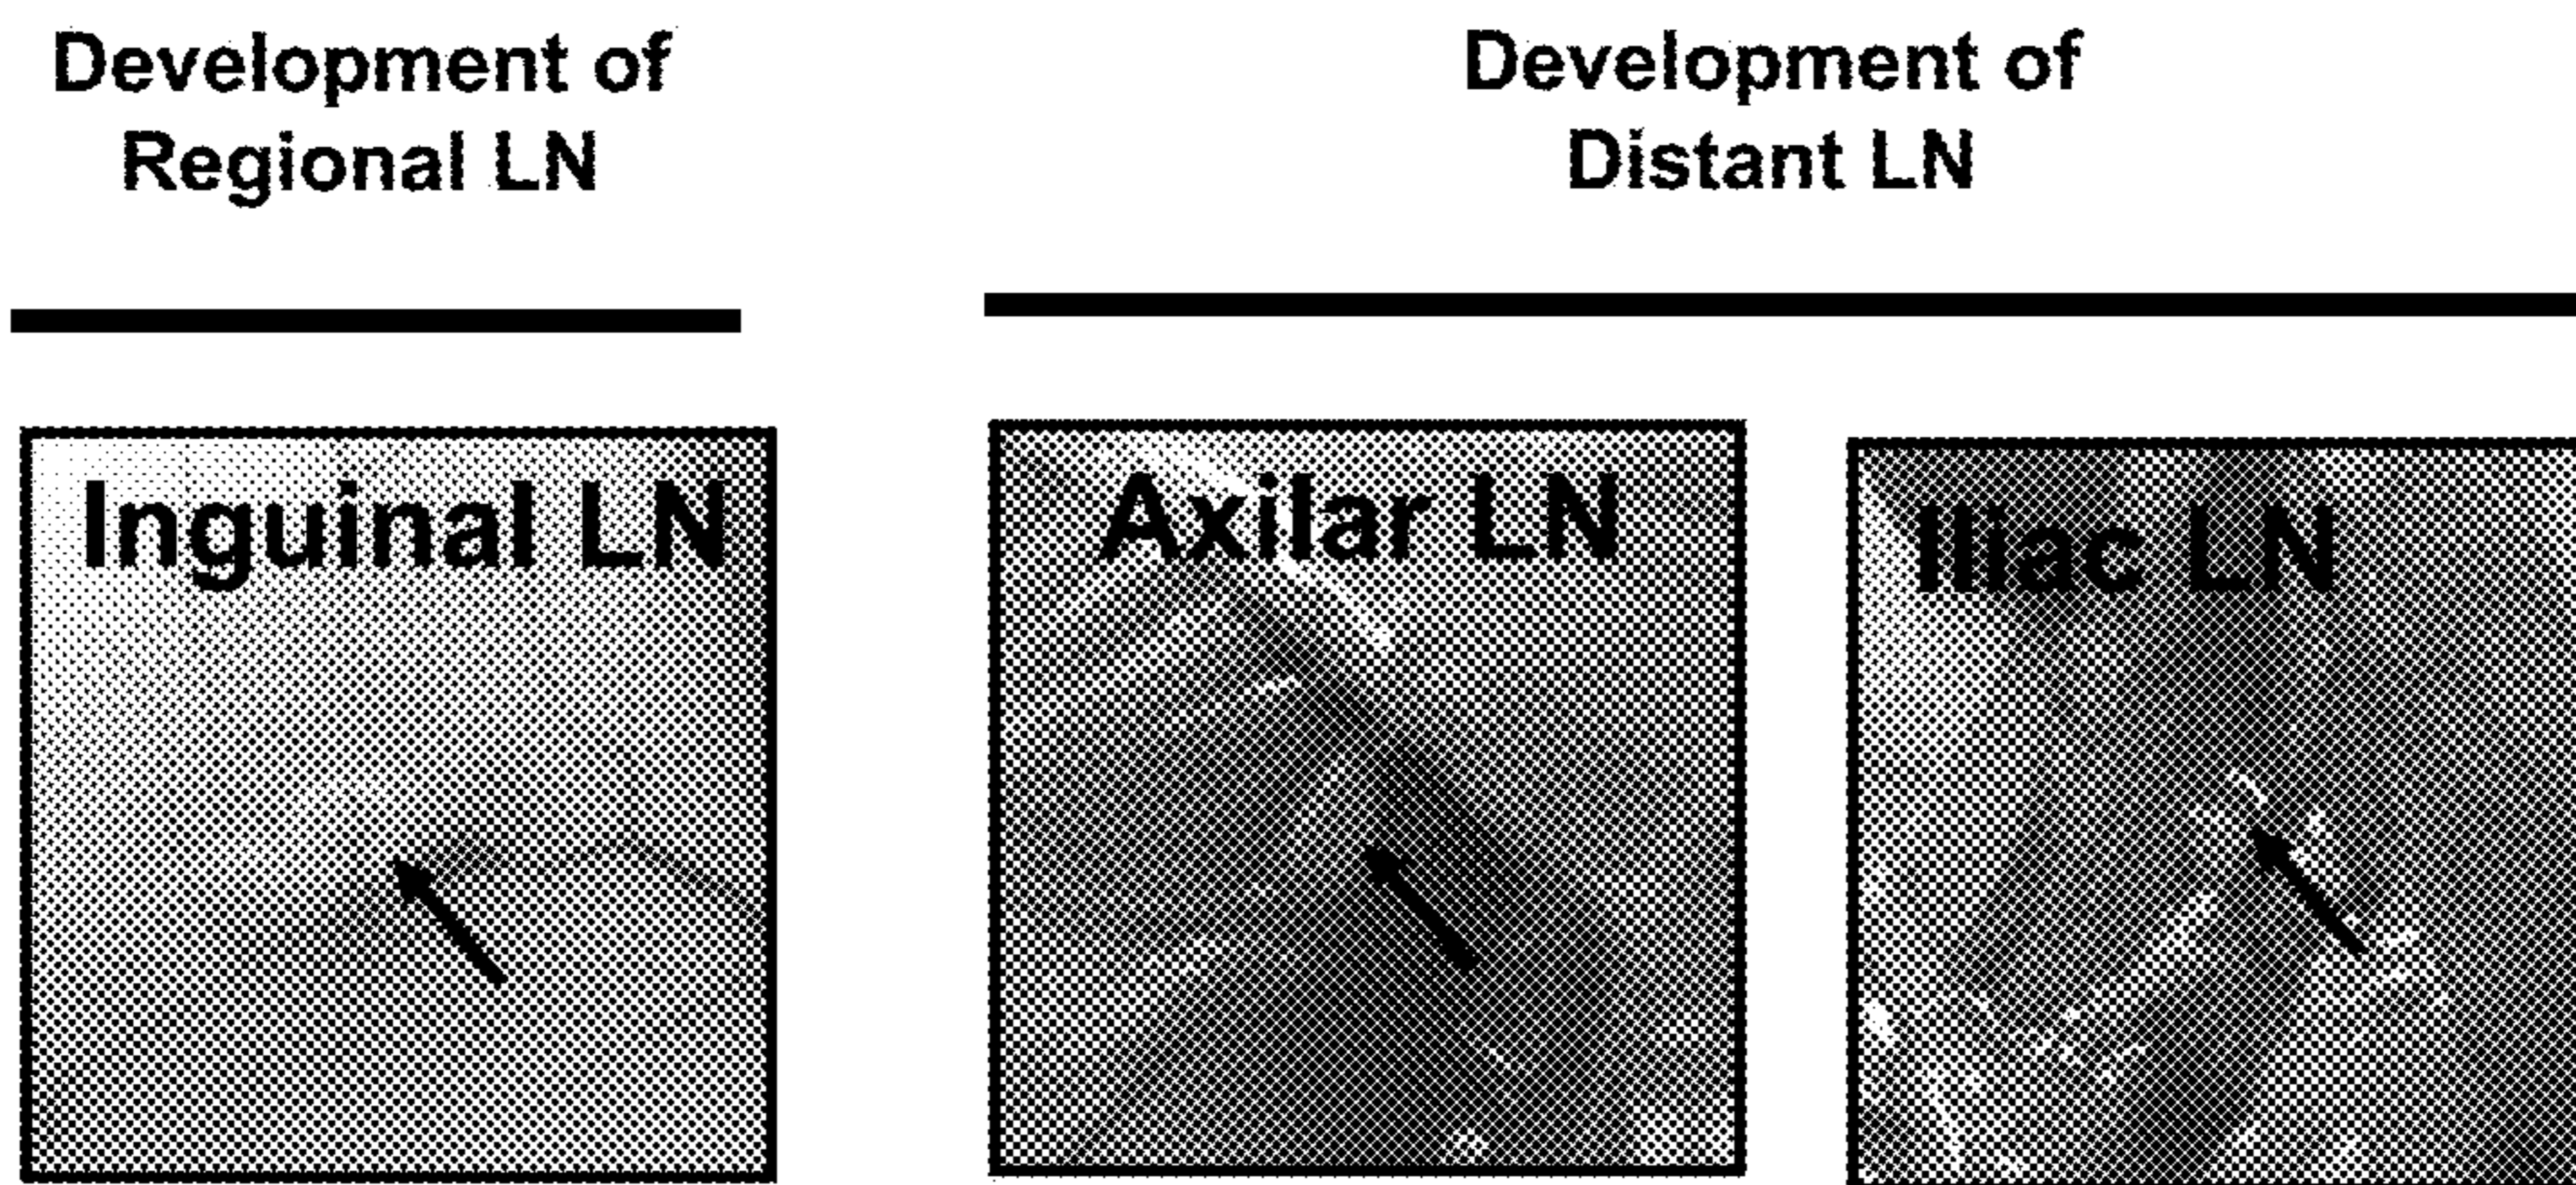 Development of
Regional LN
Development of
Distant LN
Inguinal LN
Axilar LN
Iliac LN